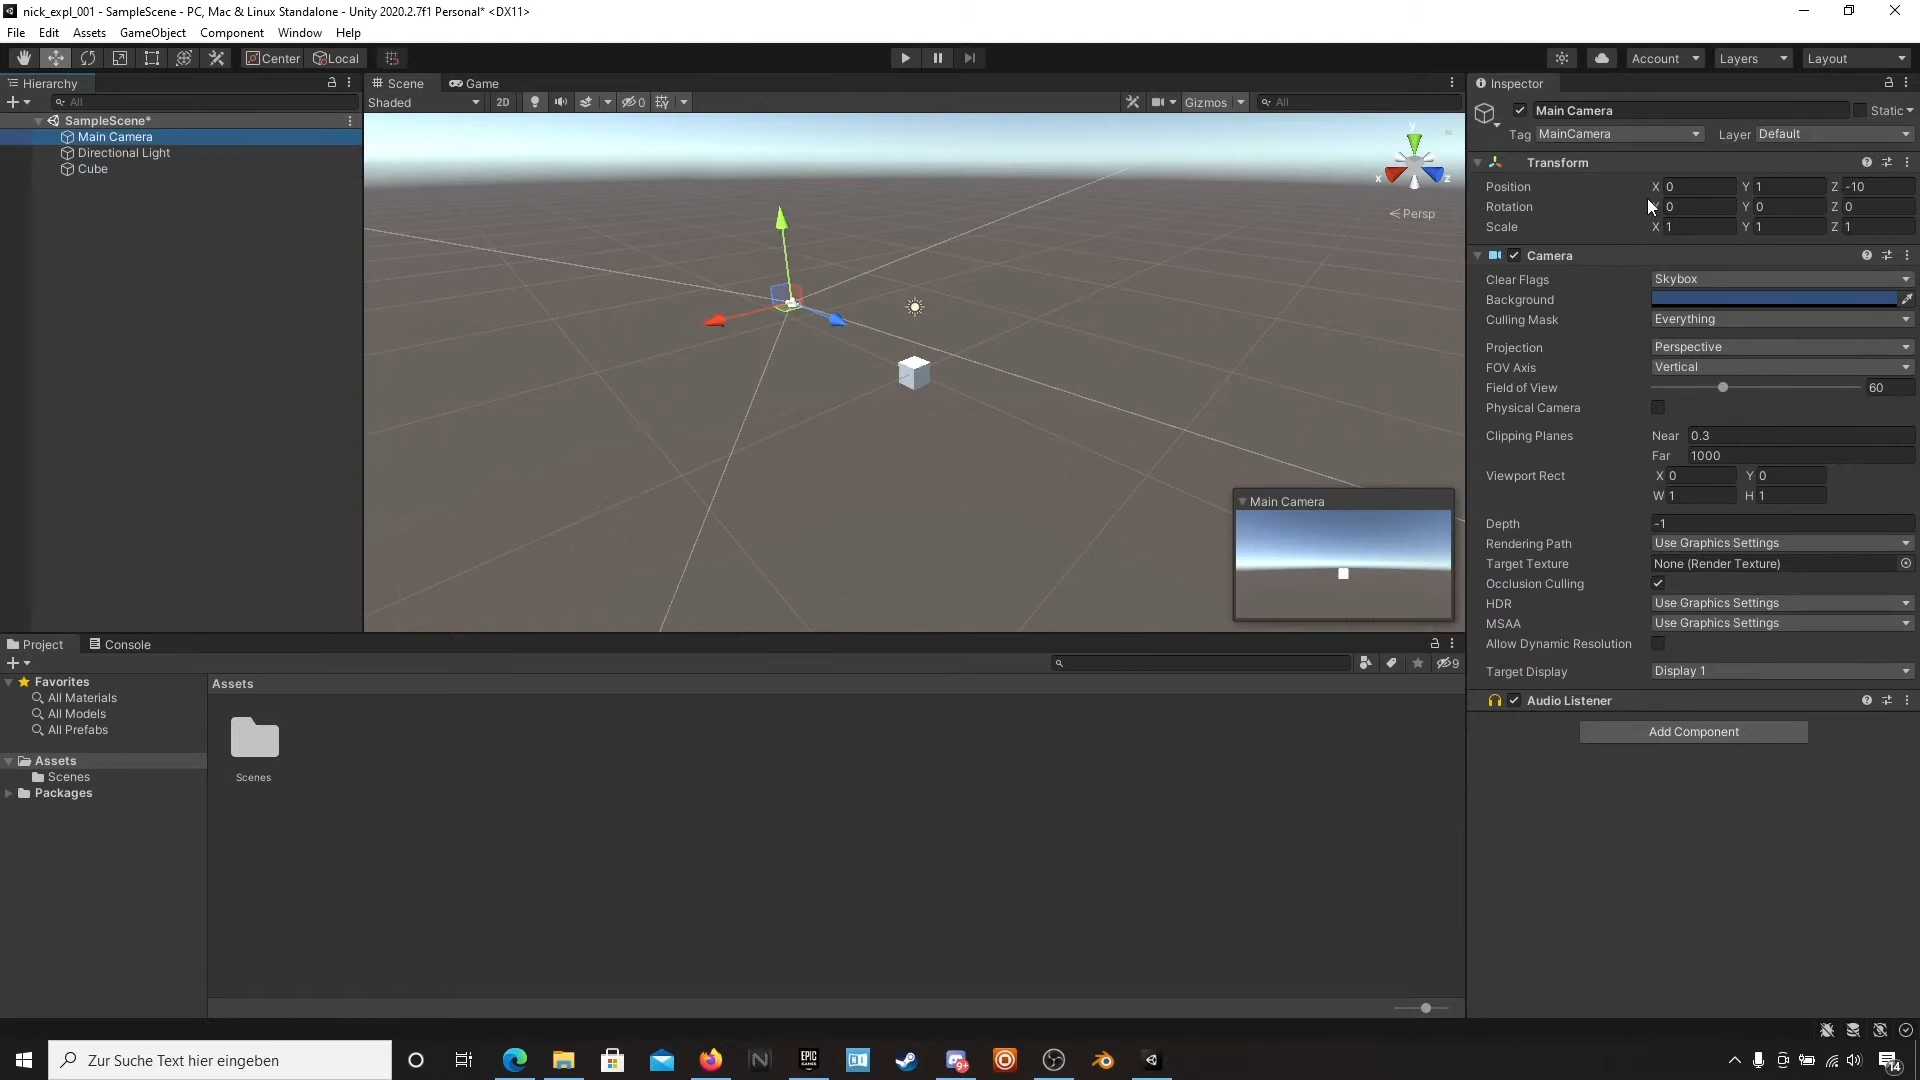 nick_expl_001 - SampleScene - PC, Mac & Linux Standalone - Unity 2020.2.7f1 Personal* <DX11>
File Edit Assets GameObject Component Window Help
Center Local Account Layers Layout
Hierarchy
All
SampleScene*
Main Camera
Directional Light
Cube
Scene Game
Shaded 2D 0 Gizmos All
y
x z
Persp
Main Camera
Inspector
Main Camera Static
Tag MainCamera Layer Default
Transform
Position X 0 Y 1 Z -10
Rotation X 0 Y 0 Z 0
Scale X 1 Y 1 Z 1
Camera
Clear Flags Skybox
Background
Culling Mask Everything
Projection Perspective
FOV Axis Vertical
Field of View 60
Physical Camera
Clipping Planes Near 0.3
Far 1000
Viewport Rect X 0 Y 0
W 1 H 1
Depth -1
Rendering Path Use Graphics Settings
Target Texture None (Render Texture)
Occlusion Culling
HDR Use Graphics Settings
MSAA Use Graphics Settings
Allow Dynamic Resolution
Target Display Display 1
Audio Listener
Add Component
Project Console
9
Favorites
All Materials
All Models
All Prefabs
Assets
Scenes
Packages
Assets
Scenes
Zur Suche Text hier eingeben
EPIC GAMES
9+
14